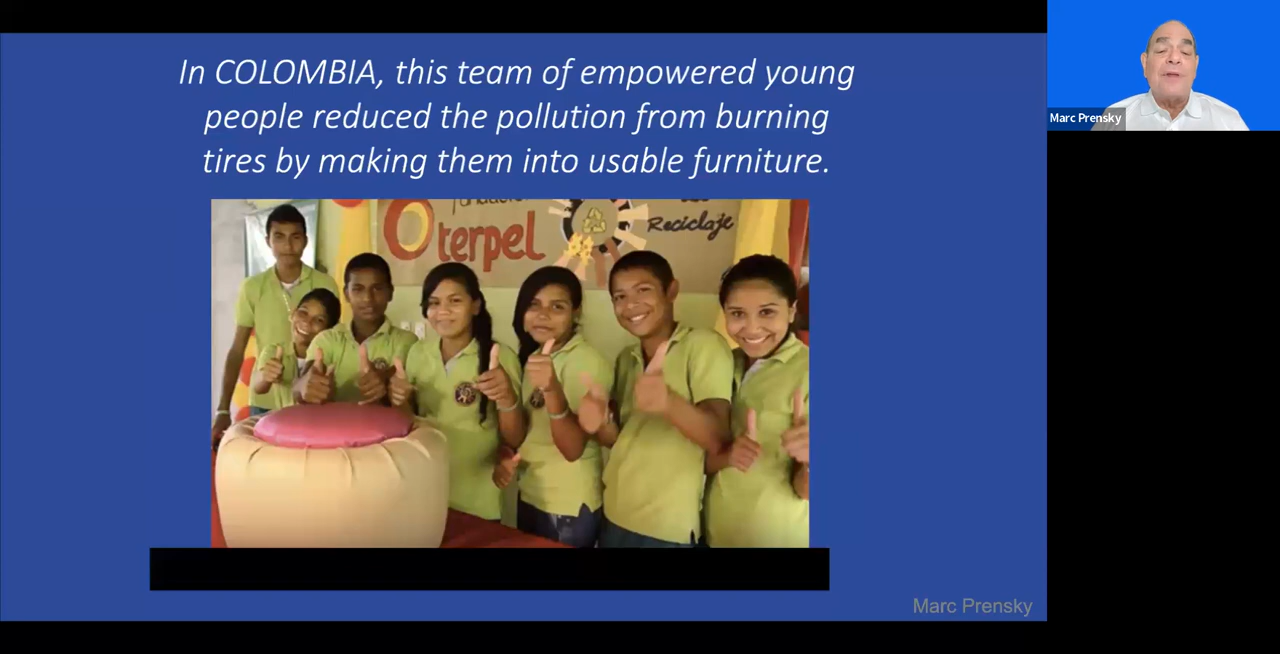 In COLOMBIA, this team of empowered young
people reduced the pollution from burning
tires by making them into usable furniture.
Oterpel
Reciclaje
Marc Prensky
Marc Prensky